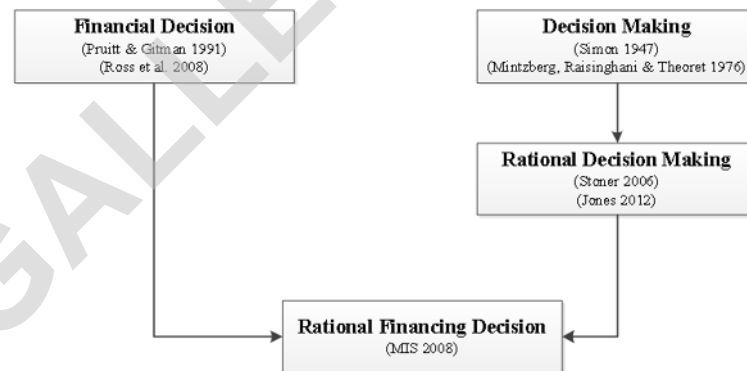 Financial Decision
(Pruitt & Gitman 1991)
(Ross et al. 2008)
Decision Making
(Simon 1947)
(Mintzberg, Raisinghani & Theoret 1976)
Rational Decision Making
(Stoner 2006)
(Jones 2012)
Rational Financing Decision
(MIS 2008)
GALLE